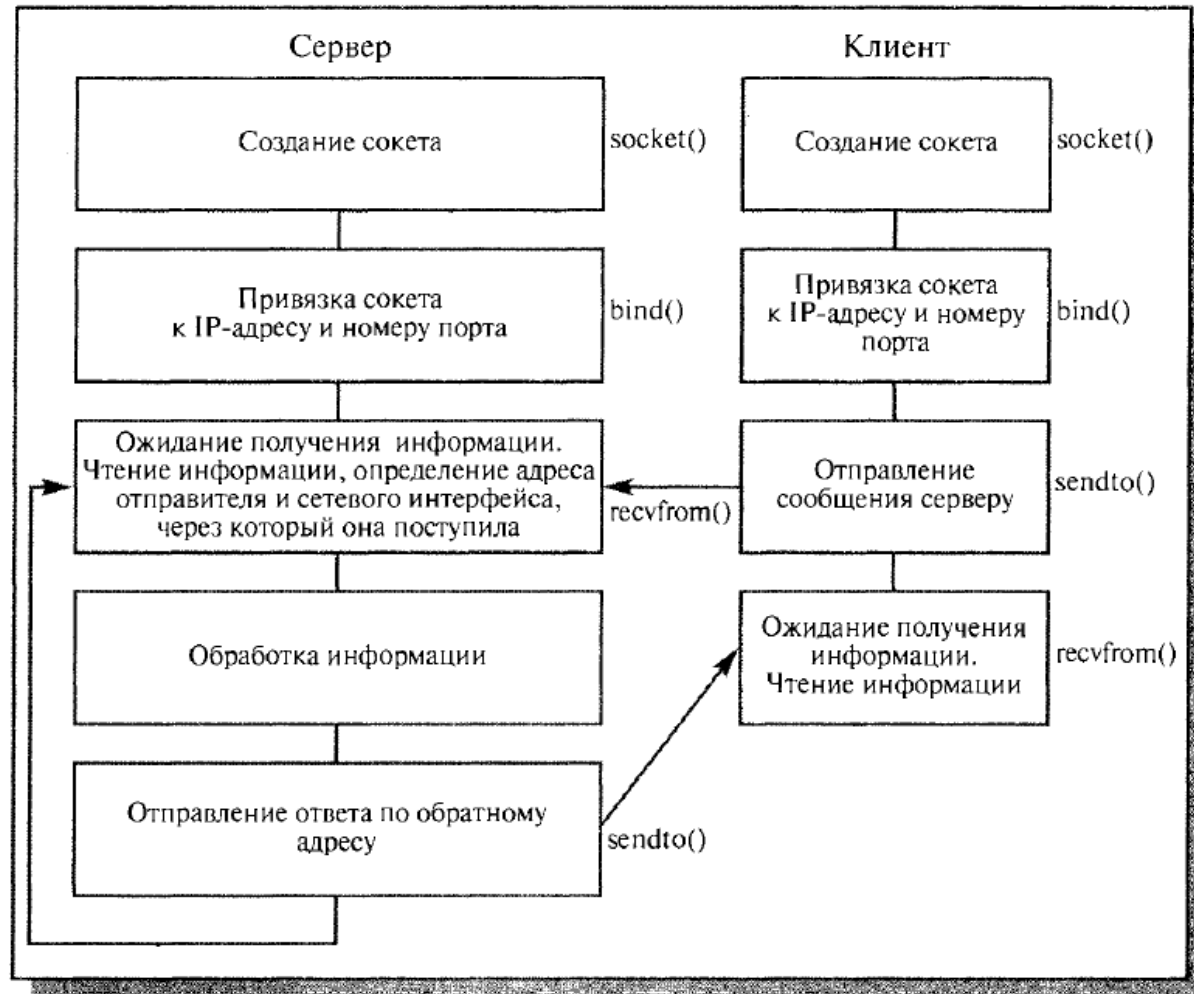 Сервер
Клиент
Создание сокета
socket()
Создание сокета
socket()
Привязка сокета
к IP-адресу и номеру порта
bind()
Привязка сокета
к IP-адресу и номеру
порта
bind()
Ожидание получения информации.
Чтение информации, определение адреса
отправителя и сетевого интерфейса,
через который она поступила
recvfrom()
Отправление
сообщения серверу
sendto()
Обработка информации
Ожидание получения
информации.
Чтение информации
recvfrom()
Отправление ответа по обратному
адресу
sendto()